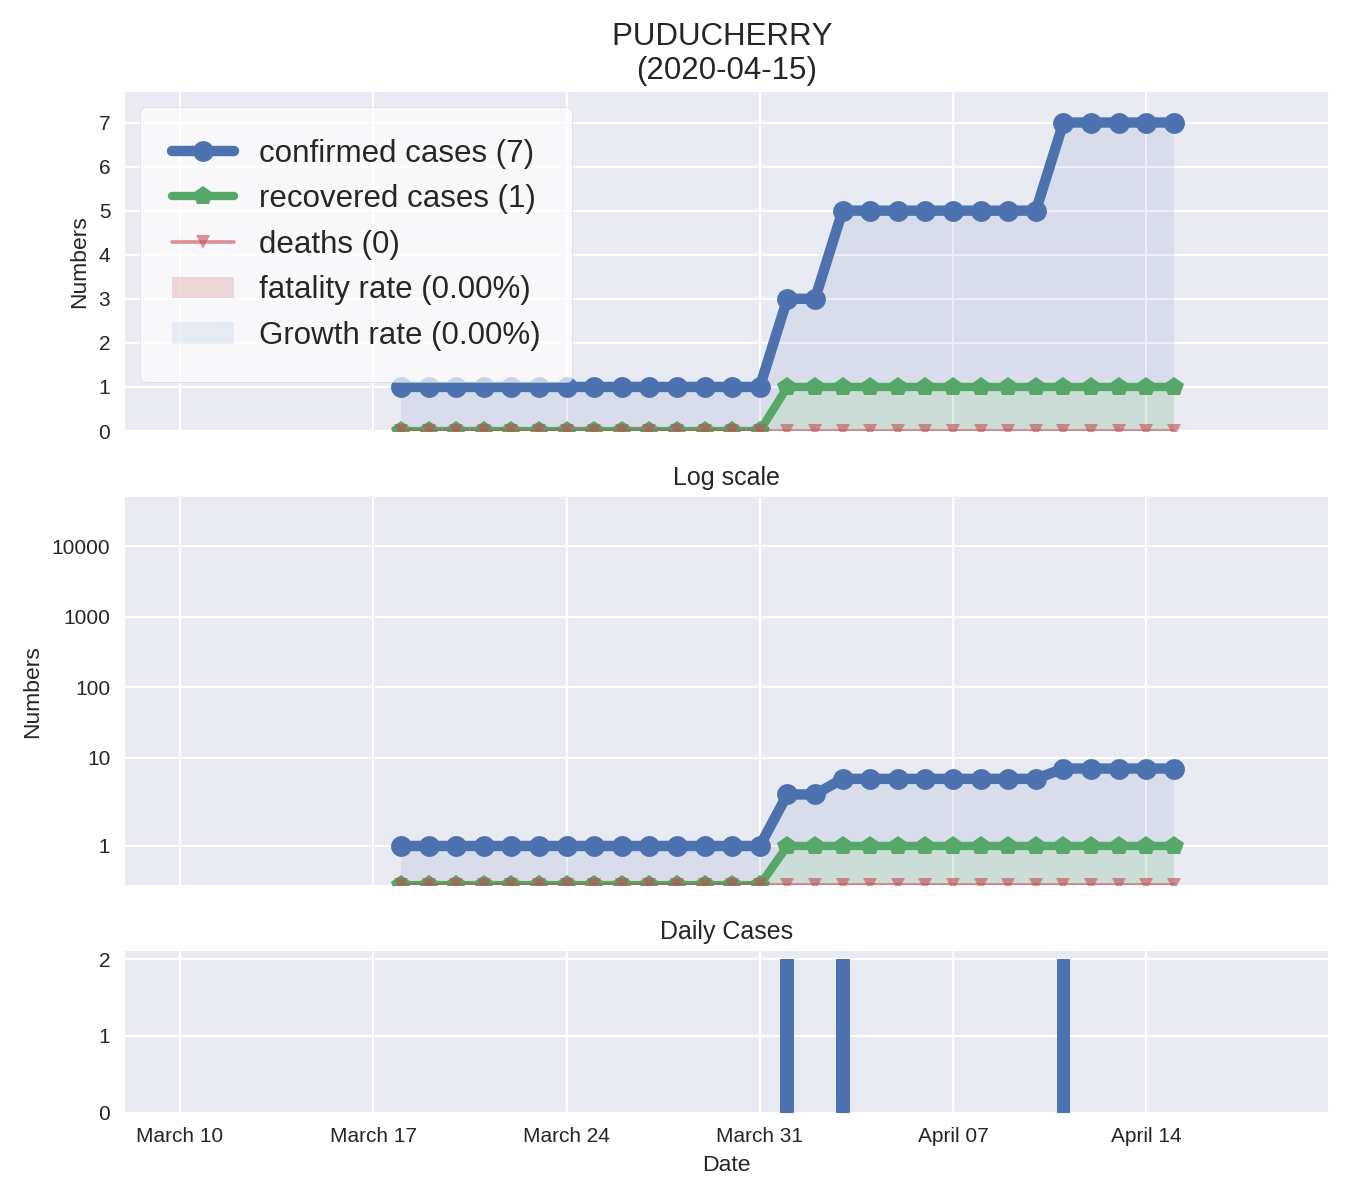 PUDUCHERRY
(2020-04-15)
Numbers
7
6
5
4
3
2
1
0
confirmed cases (7)
recovered cases (1)
deaths (0)
fatality rate (0.00%)
Growth rate (0.00%)
Log scale
Numbers
10000
1000
100
10
1
Daily Cases
2
1
0
March 10 March 17 March 24 March 31 April 07 April 14
Date